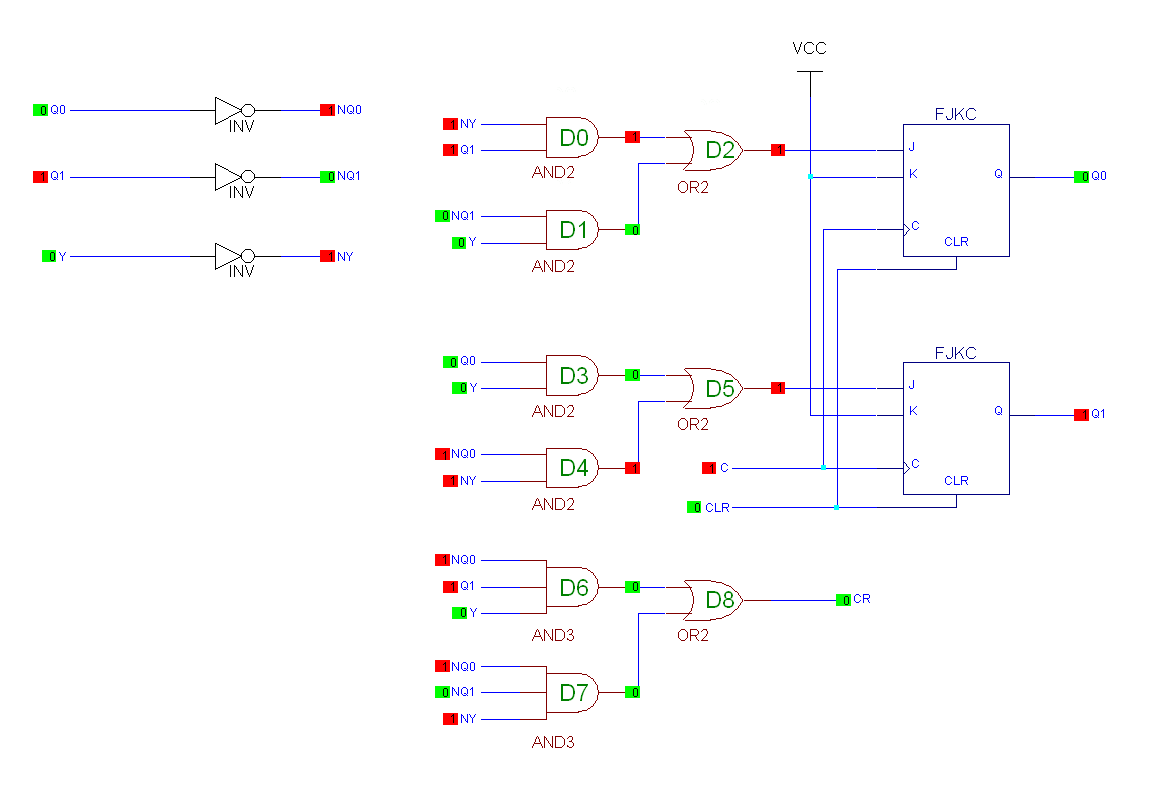 VCC
0 Q0 INV 1 NQ0
1 Q1 INV 0 NQ1
0 Y INV 1 NY
1 NY
1 Q1
D0 1
AND2
0 NQ1
0 Y
D1 0
AND2
D2 1
OR2
FJKC
J
K
Q
C
CLR
0 Q0
0 Q0
0 Y
D3 0
AND2
1 NQ0
1 NY
D4 1
AND2
D5 1
OR2
1 C
0 CLR
FJKC
J
K
Q
C
CLR
1 Q1
1 NQ0
1 Q1
0 Y
D6 0
AND3
1 NQ0
0 NQ1
1 NY
D7 0
AND3
D8
OR2
0 CR